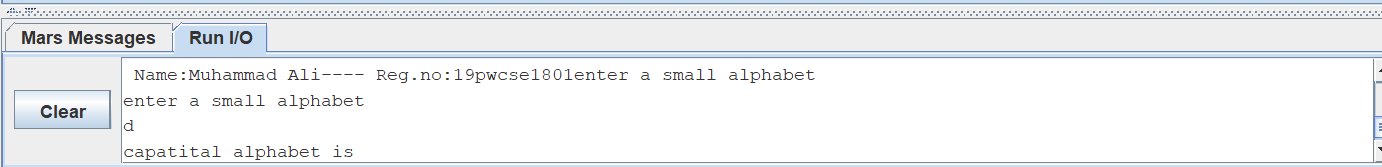 Mars Messages Run I/O
Name:Muhammad Ali---- Reg.no:19pwcse1801enter a small alphabet
enter a small alphabet
Clear
d
capatital alphabet is